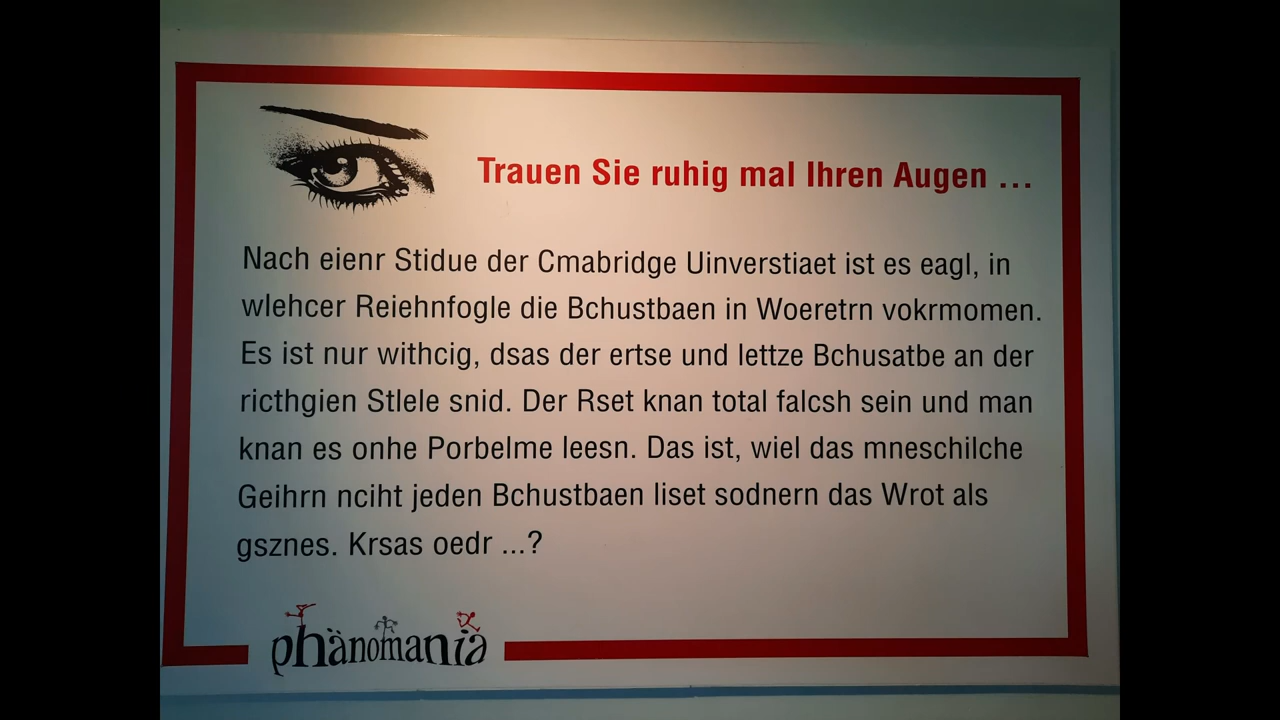 Trauen Sie ruhig mal Ihren Augen ...
Nach eienr Stidue der Cmabridge Uinverstiaet ist es eagl, in
wlehcer Reiehnfogle die Bchustbaen in Woeretrn vokrmomen.
Es ist nur withcig, dsas der ertse und lettze Bchusatbe an der
ricthgien Stlele snid. Der Rset knan total falcsh sein und man
knan es onhe Porbelme leesn. Das ist, wiel das mneschilche
Geihrn nciht jeden Bchustbaen liset sodnern das Wrot als
gsznes. Krsas oedr ...?
phänomania